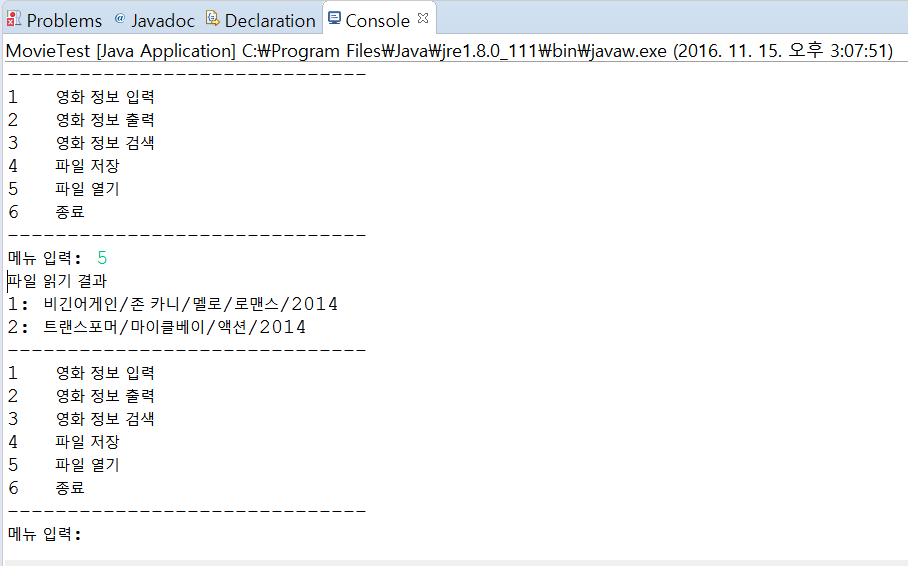 Problems @ Javadoc Declaration Console
MovieTest [Java Application] C:₩Program Files₩Java₩jre1.8.0_111₩bin₩javaw.exe (2016. 11. 15. 오후 3:07:51)
------------------------------
1 영화 정보 입력
2 영화 정보 출력
3 영화 정보 검색
4 파일 저장
5 파일 열기
6 종료
------------------------------
메뉴 입력: 5
파일 읽기 결과
1: 비긴어게인/존 카니/멜로/로맨스/2014
2: 트랜스포머/마이클베이/액션/2014
------------------------------
1 영화 정보 입력
2 영화 정보 출력
3 영화 정보 검색
4 파일 저장
5 파일 열기
6 종료
------------------------------
메뉴 입력: